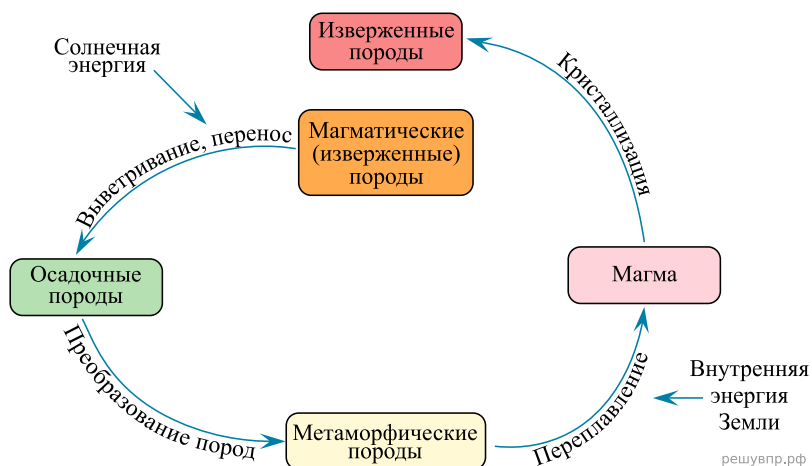 Изверженные
породы
Солнечная
энергия
Кристаллизация
Магматические
(изверженные)
породы
Выветривание, перенос
Осадочные
породы
Магма
Преобразование пород
Переплавление
Внутренняя
энергия
Земли
Метаморфические
породы
решувпр.рф